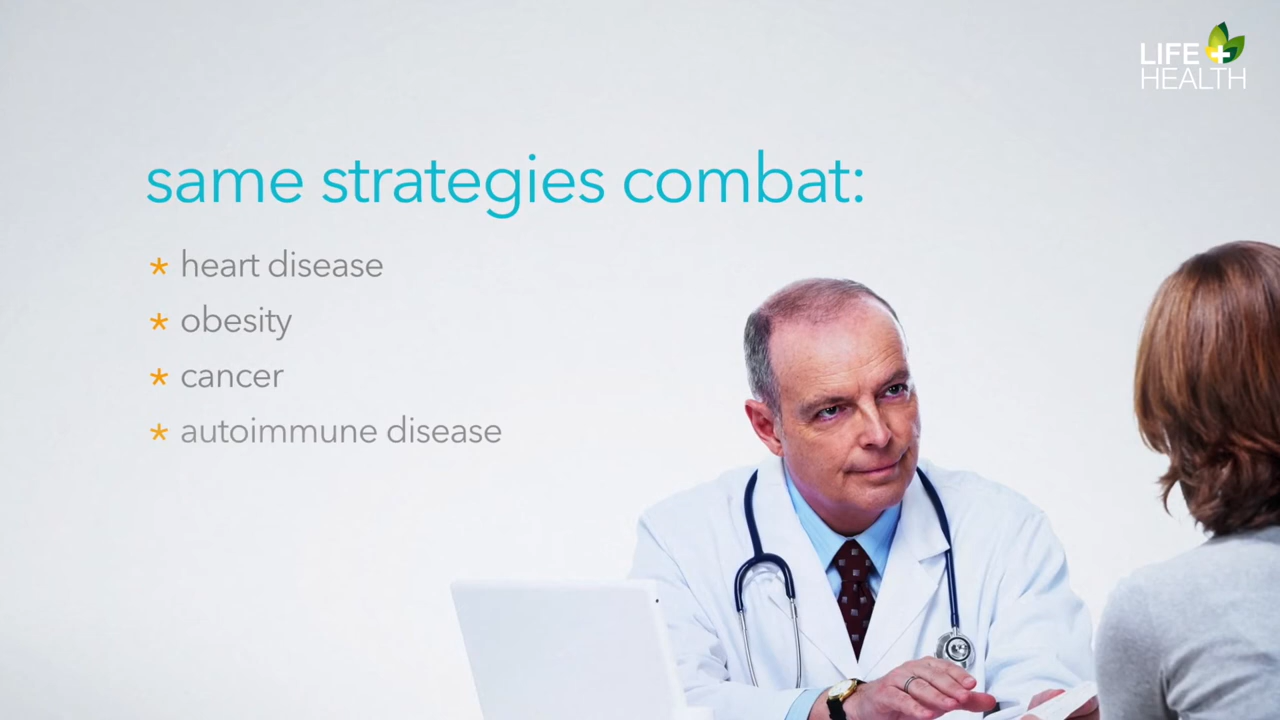 LIFE
HEALTH
same strategies combat:
* heart disease
* obesity
* cancer
* autoimmune disease